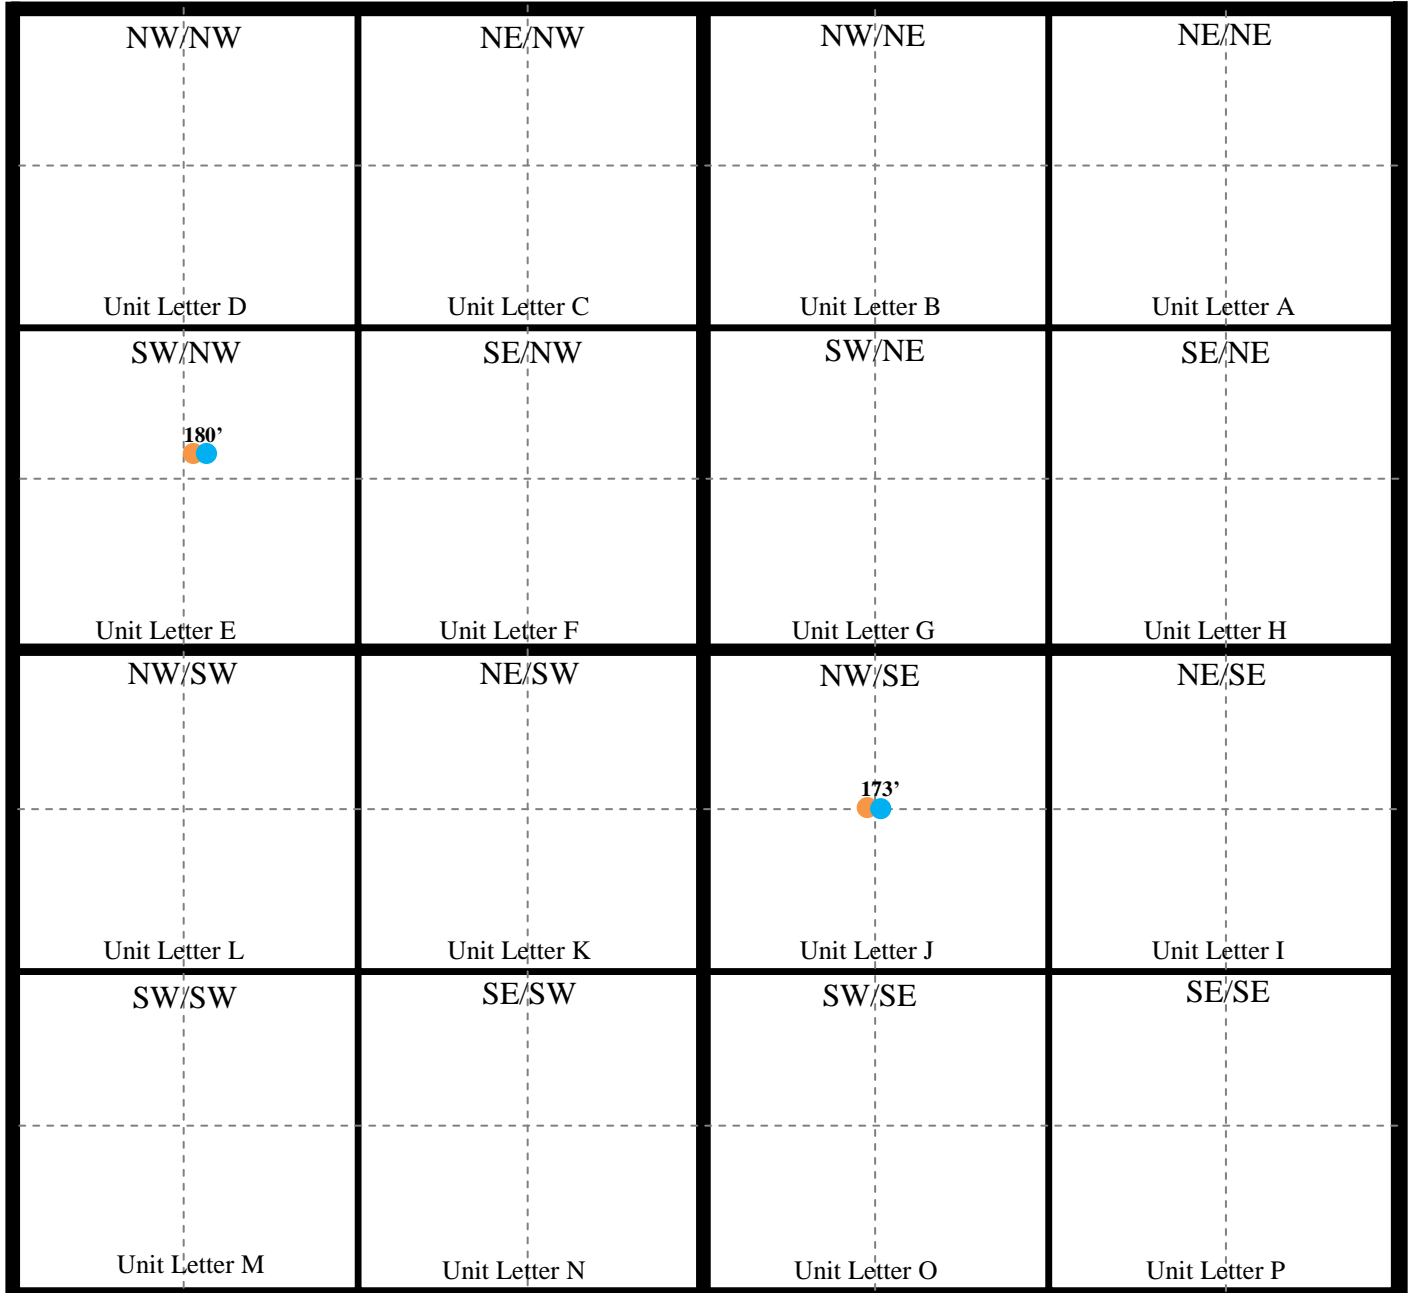 NW/NW
NE/NW
NW/NE
NE/NE
Unit Letter D
Unit Letter C
Unit Letter B
Unit Letter A
SW/NW
SE/NW
SW/NE
SE/NE
180’
Unit Letter E
Unit Letter F
Unit Letter G
Unit Letter H
NW/SW
NE/SW
NW/SE
NE/SE
173’
Unit Letter L
Unit Letter K
Unit Letter J
Unit Letter I
SW/SW
SE/SW
SW/SE
SE/SE
Unit Letter M
Unit Letter N
Unit Letter O
Unit Letter P